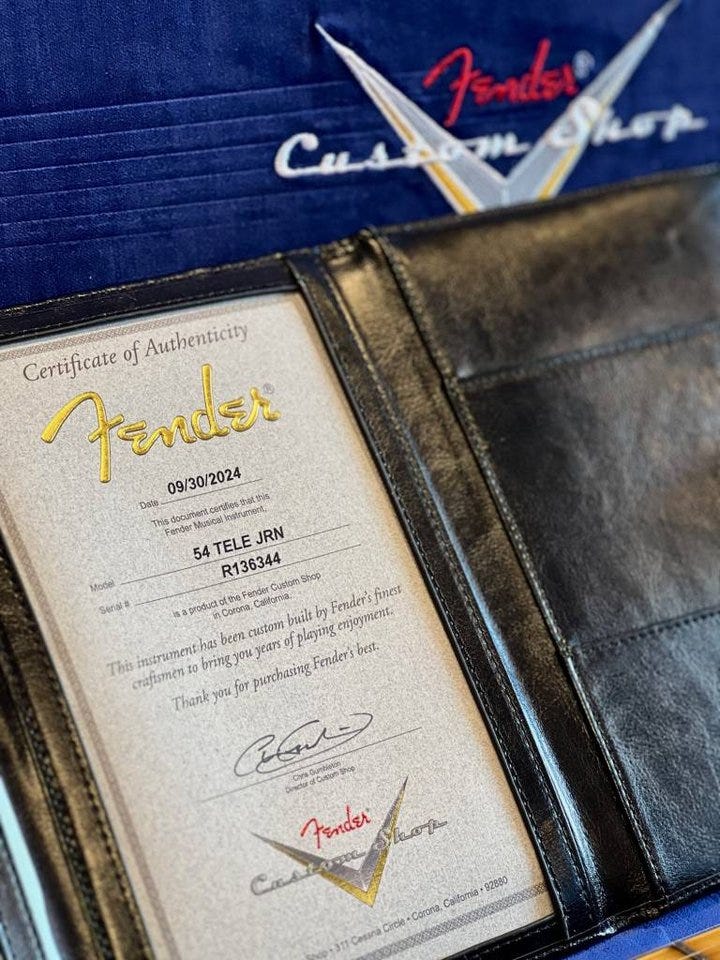 Fender®
Custom Shop
Certificate of Authenticity
Fender®
Date 09/30/2024
This document certifies that this
Fender Musical Instrument,
Model 54 TELE JRN
Serial # R136344
is a product of the Fender Custom Shop
in Corona, California.
This instrument has been custom built by Fender's finest
craftsmen to bring you years of playing enjoyment.
Thank you for purchasing Fender's best.
Chris Gumbleton
Director of Custom Shop
Fender®
Custom Shop
Shop • 311 Cessna Circle • Corona, California • 92880